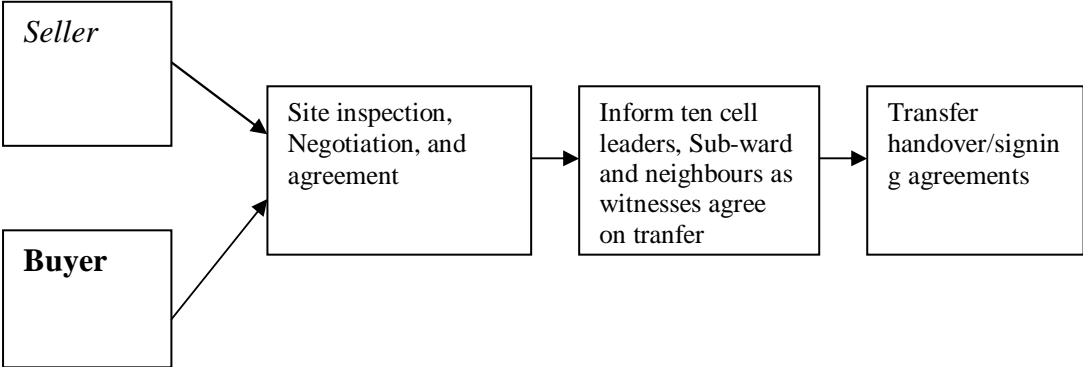 Seller
Buyer
Site inspection,
Negotiation, and
agreement
Inform ten cell
leaders, Sub-ward
and neighbours as
witnesses agree
on tranfer
Transfer
handover/signin
g agreements